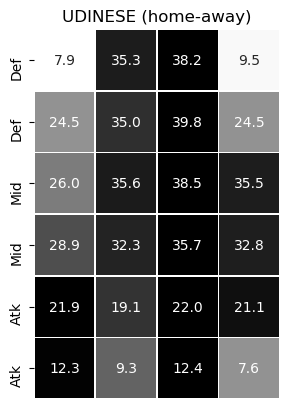 UDINESE (home-away)
Def 7.9 35.3 38.2 9.5
Def 24.5 35.0 39.8 24.5
Mid 26.0 35.6 38.5 35.5
Mid 28.9 32.3 35.7 32.8
Atk 21.9 19.1 22.0 21.1
Atk 12.3 9.3 12.4 7.6